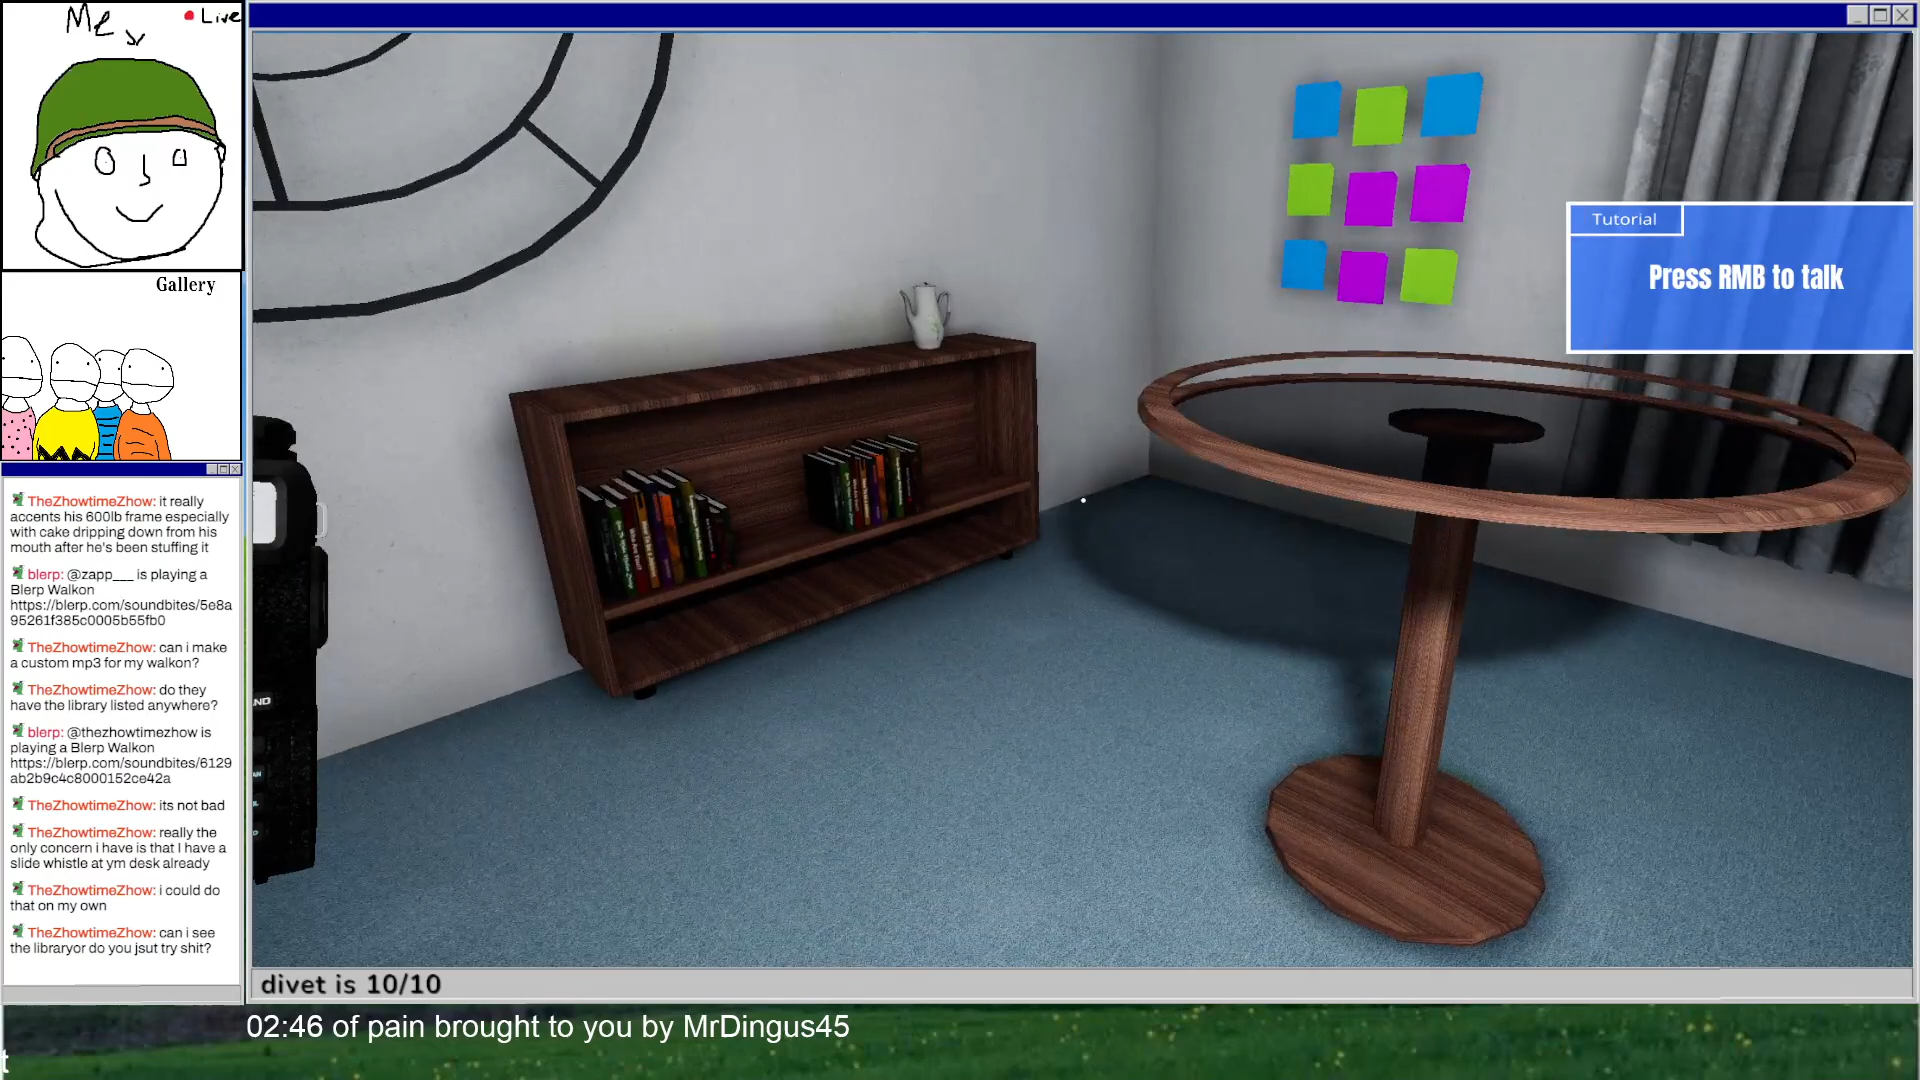 Me
Live
Gallery
TheZhowtimeZhow: it really
accents his 600lb frame especially
with cake dripping down from his
mouth after he's been stuffing it
blerp: @zapp___ is playing a
Blerp Walkon
https://blerp.com/soundbites/5e8a
95261f385c0005b55fb0
TheZhowtimeZhow: can i make
a custom mp3 for my walkon?
TheZhowtimeZhow: do they
have the library listed anywhere?
blerp: @thezhowtimezhow is
playing a Blerp Walkon
https://blerp.com/soundbites/6129
ab2b9c4c8000152ce42a
TheZhowtimeZhow: its not bad
TheZhowtimeZhow: really the
only concern i have is that I have a
slide whistle at ym desk already
TheZhowtimeZhow: i could do
that on my own
TheZhowtimeZhow: can i see
the libraryor do you jsut try shit?
Tutorial
Press RMB to talk
divet is 10/10
02:46 of pain brought to you by MrDingus45
t